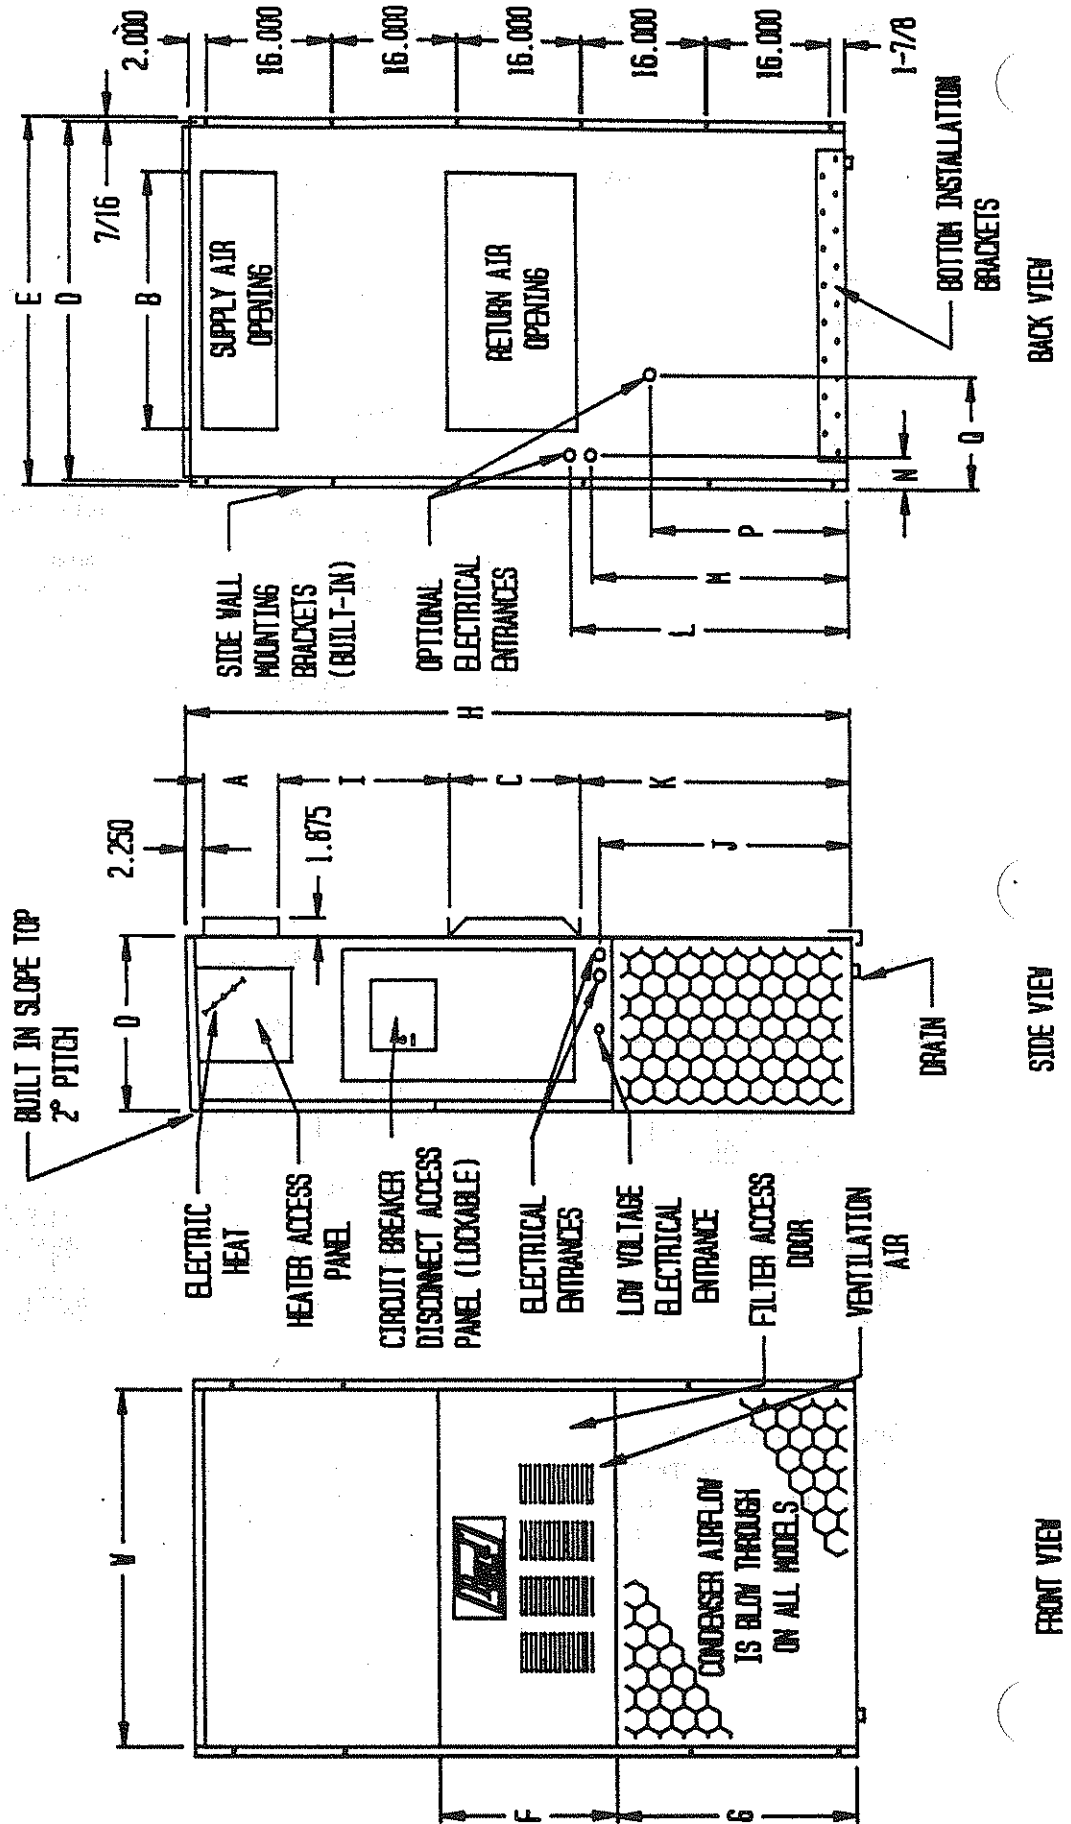 W
F
G
CONDENSER AIRFLOW
IS BLOW THROUGH
ON ALL MODELS
FILTER ACCESS
DOOR
VENTILATION
AIR
FRONT VIEW
BUILT IN SLOPE TOP
2° PITCH
D
2.250
A
I
1.875
C
K
J
H
ELECTRIC
HEAT
HEATER ACCESS
PANEL
CIRCUIT BREAKER
DISCONNECT ACCESS
PANEL (LOCKABLE)
ELECTRICAL
ENTRANCES
LOW VOLTAGE
ELECTRICAL
ENTRANCE
DRAIN
SIDE VIEW
E
O
7/16
B
2.000
16.000
16.000
16.000
16.000
16.000
1-7/8
SUPPLY AIR
OPENING
RETURN AIR
OPENING
SIDE WALL
MOUNTING
BRACKETS
(BUILT-IN)
OPTIONAL
ELECTRICAL
ENTRANCES
L
M
P
N
Q
BOTTOM INSTALLATION
BRACKETS
BACK VIEW